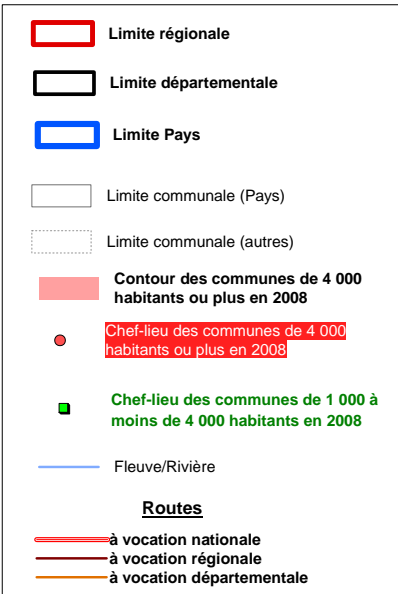 Limite régionale
Limite départementale
Limite Pays
Limite communale (Pays)
Limite communale (autres)
Contour des communes de 4 000
habitants ou plus en 2008
Chef-lieu des communes de 4 000
habitants ou plus en 2008
Chef-lieu des communes de 1 000 à
moins de 4 000 habitants en 2008
Fleuve/Rivière
Routes
à vocation nationale
à vocation régionale
à vocation départementale